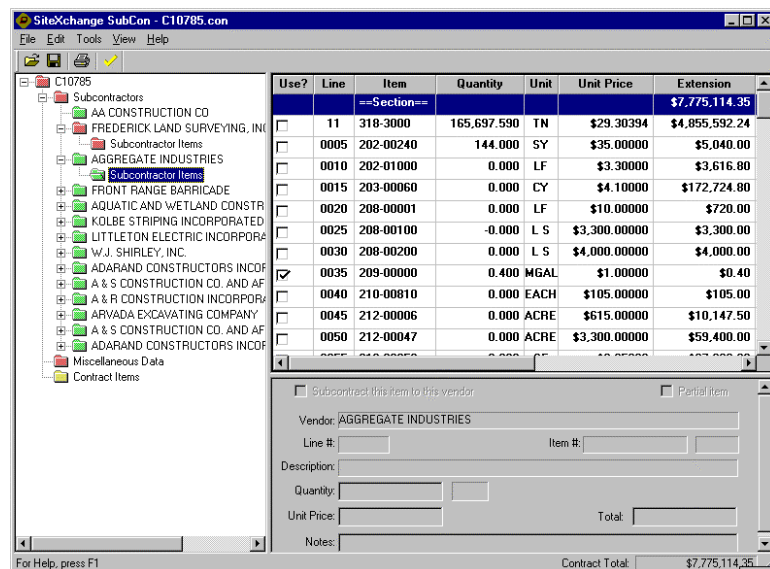 SiteXchange SubCon - C10785.con
File Edit Tools View Help
C10785
Subcontractors
AA CONSTRUCTION CO
FREDERICK LAND SURVEYING, IN
Subcontractor Items
AGGREGATE INDUSTRIES
Subcontractor Items
FRONT RANGE BARRICADE
AQUATIC AND WETLAND CONSTR
KOLBE STRIPING INCORPORATED
LITTLETON ELECTRIC INCORPORA
W.J. SHIRLEY, INC.
ADARAND CONSTRUCTORS INCOF
A & S CONSTRUCTION CO. AND AF
A & R CONSTRUCTION INCORPORA
ARVADA EXCAVATING COMPANY
A & S CONSTRUCTION CO. AND AF
ADARAND CONSTRUCTORS INCOF
Miscellaneous Data
Contract Items
Use? Line Item Quantity Unit Unit Price Extension
==Section== $7,775,114.35
11 318-3000 165,697.590 TN $29.30394 $4,855,592.24
0005 202-00240 144.000 SY $35.00000 $5,040.00
0010 202-01000 0.000 LF $3.30000 $3,616.80
0015 203-00060 0.000 CY $4.10000 $172,724.80
0020 208-00001 0.000 LF $10.00000 $720.00
0025 208-00100 -0.000 L S $3,300.00000 $3,300.00
0030 208-00200 0.000 L S $4,000.00000 $4,000.00
0035 209-00000 0.400 MGAL $1.00000 $0.40
0040 210-00810 0.000 EACH $105.00000 $105.00
0045 212-00006 0.000 ACRE $615.00000 $10,147.50
0050 212-00047 0.000 ACRE $3,300.00000 $59,400.00
Subcontract this item to this vendor Partial item
Vendor: AGGREGATE INDUSTRIES
Line #: Item #:
Description:
Quantity:
Unit Price: Total:
Notes:
For Help, press F1 Contract Total: $7,775,114.35